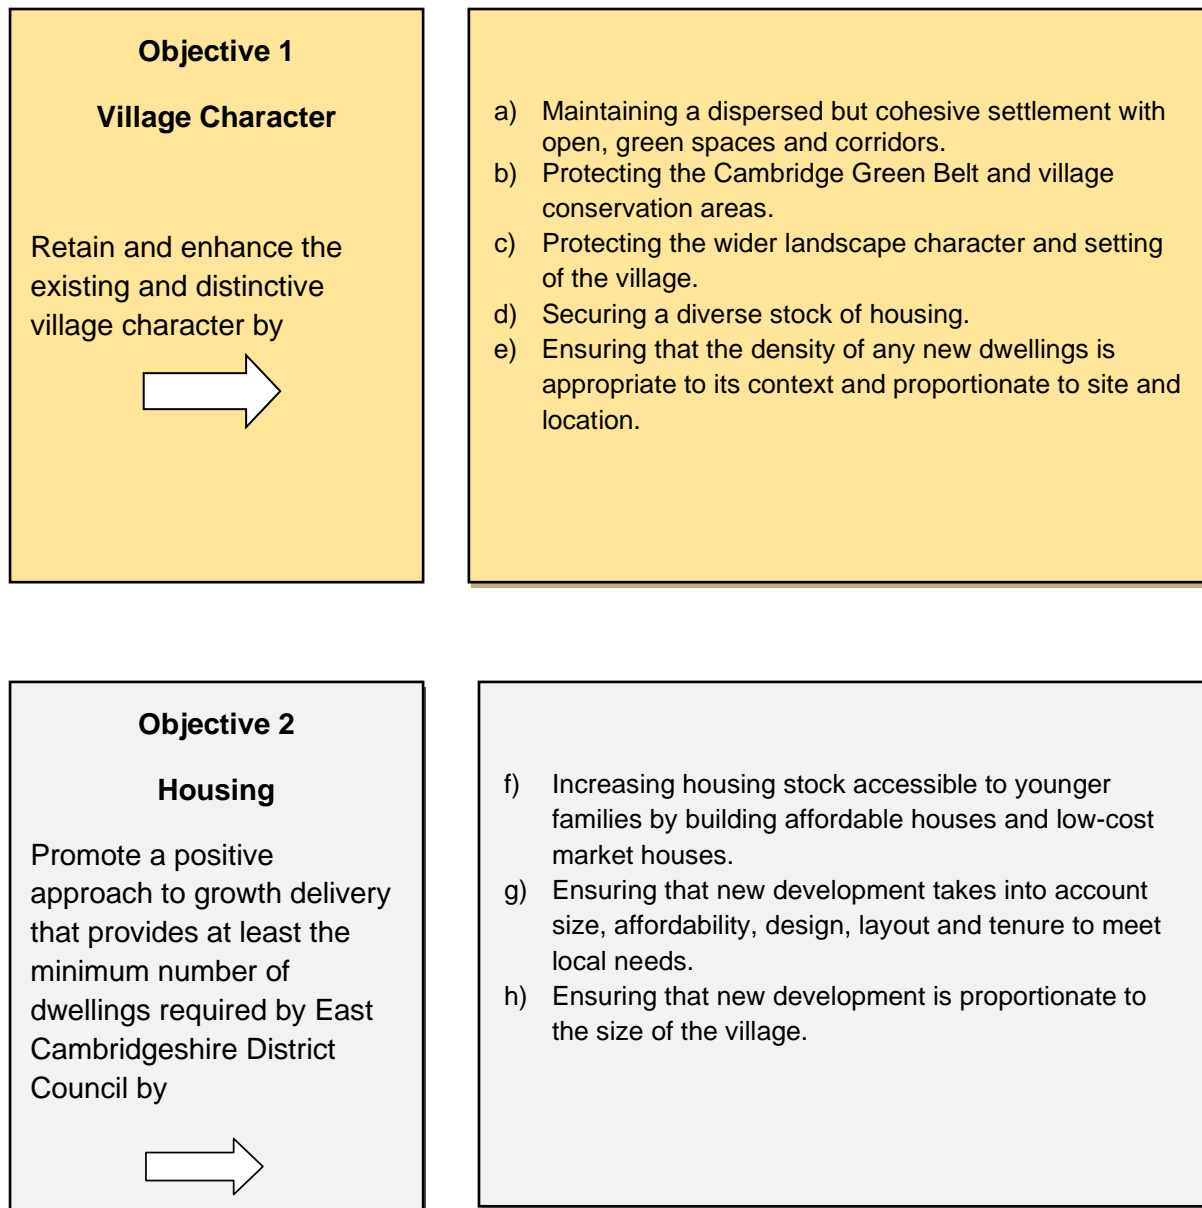 Objective 1
Village Character
Retain and enhance the
existing and distinctive
village character by
a) Maintaining a dispersed but cohesive settlement with
open, green spaces and corridors.
b) Protecting the Cambridge Green Belt and village
conservation areas.
c) Protecting the wider landscape character and setting
of the village.
d) Securing a diverse stock of housing.
e) Ensuring that the density of any new dwellings is
appropriate to its context and proportionate to site and
location.
Objective 2
Housing
Promote a positive
approach to growth delivery
that provides at least the
minimum number of
dwellings required by East
Cambridgeshire District
Council by
f) Increasing housing stock accessible to younger
families by building affordable houses and low-cost
market houses.
g) Ensuring that new development takes into account
size, affordability, design, layout and tenure to meet
local needs.
h) Ensuring that new development is proportionate to
the size of the village.